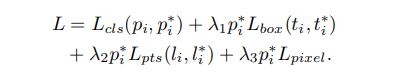 L = L_{cls}(p_i, p_i^*) + λ_1 p_i^* L_{box}(t_i, t_i^*)
+ λ_2 p_i^* L_{pts}(l_i, l_i^*) + λ_3 p_i^* L_{pixel}.